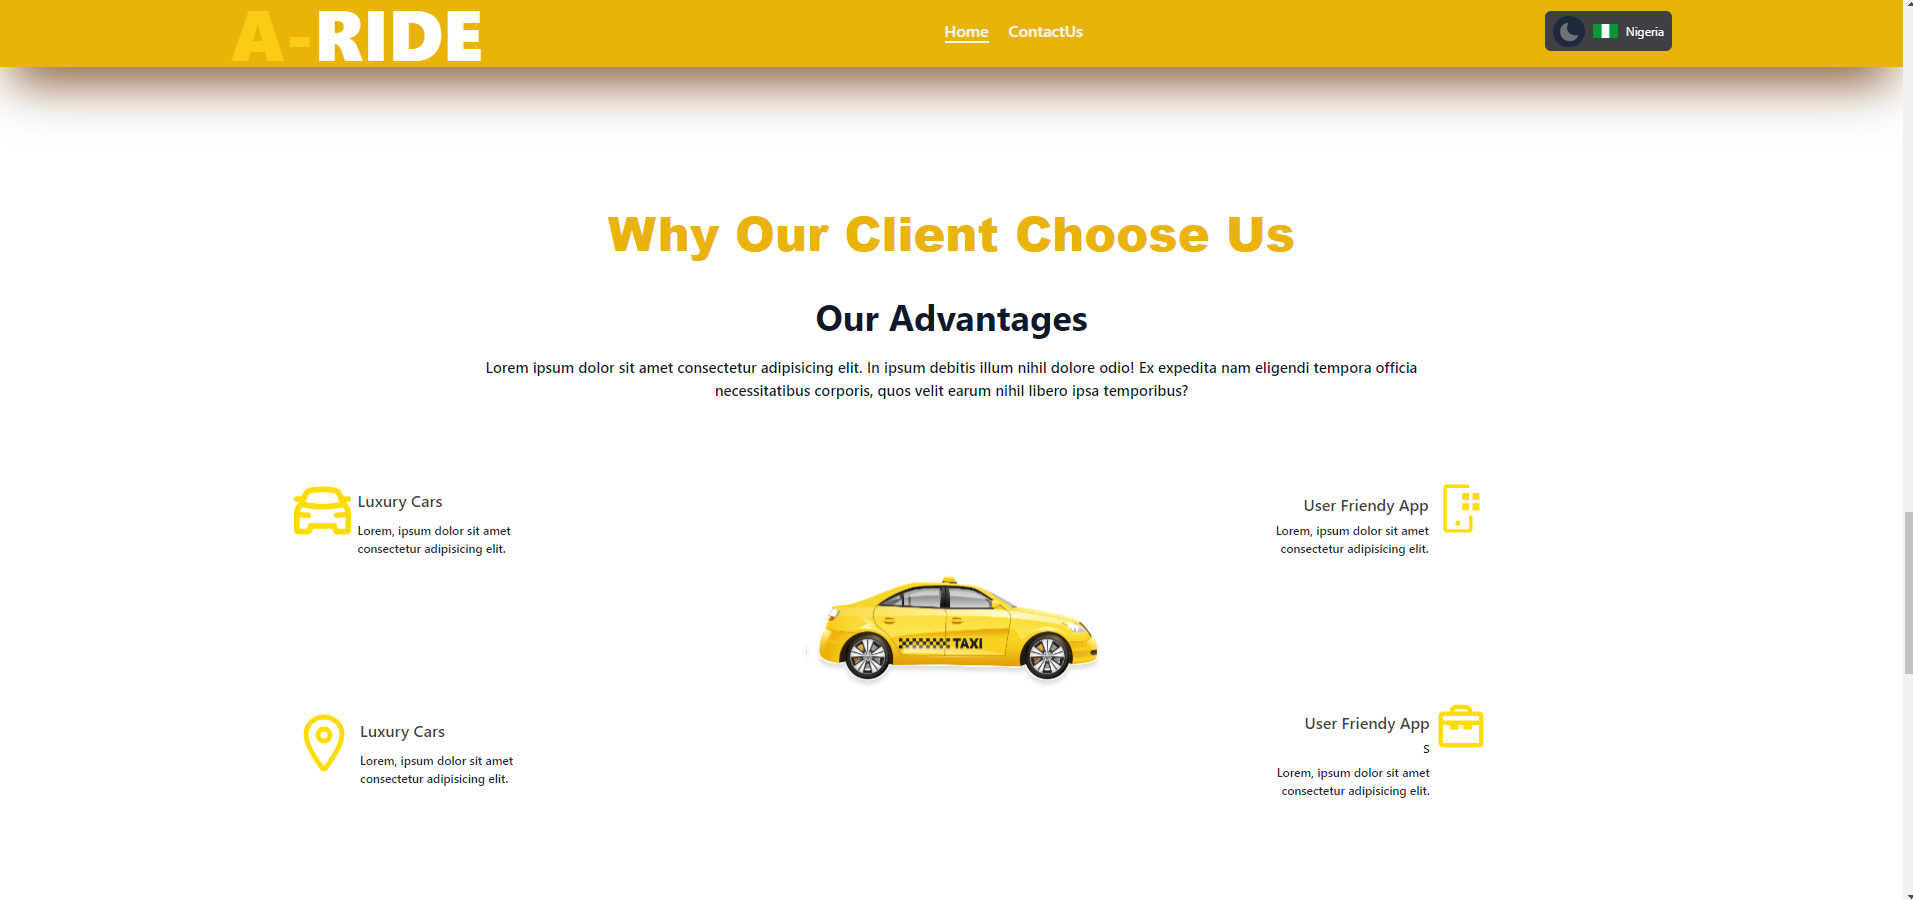 A-RIDE
Home ContactUs
Nigeria
Why Our Client Choose Us
Our Advantages
Lorem ipsum dolor sit amet consectetur adipisicing elit. In ipsum debitis illum nihil dolore odio! Ex expedita nam eligendi tempora officia
necessitatibus corporis, quos velit earum nihil libero ipsa temporibus?
Luxury Cars
Lorem, ipsum dolor sit amet
consectetur adipisicing elit.
User Friendy App
Lorem, ipsum dolor sit amet
consectetur adipisicing elit.
TAXI
Luxury Cars
Lorem, ipsum dolor sit amet
consectetur adipisicing elit.
User Friendy App
s
Lorem, ipsum dolor sit amet
consectetur adipisicing elit.